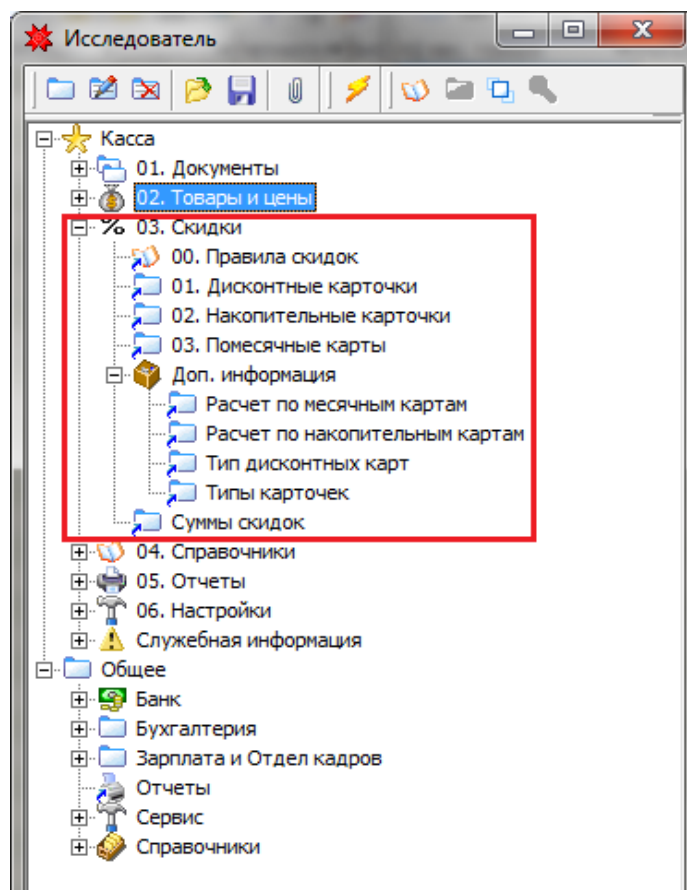 Исследователь
Касса
01. Документы
02. Товары и цены
03. Скидки
00. Правила скидок
01. Дисконтные карточки
02. Накопительные карточки
03. Помесячные карты
Доп. информация
Расчет по месячным картам
Расчет по накопительным картам
Тип дисконтных карт
Типы карточек
Суммы скидок
04. Справочники
05. Отчеты
06. Настройки
Служебная информация
Общее
Банк
Бухгалтерия
Зарплата и Отдел кадров
Отчеты
Сервис
Справочники